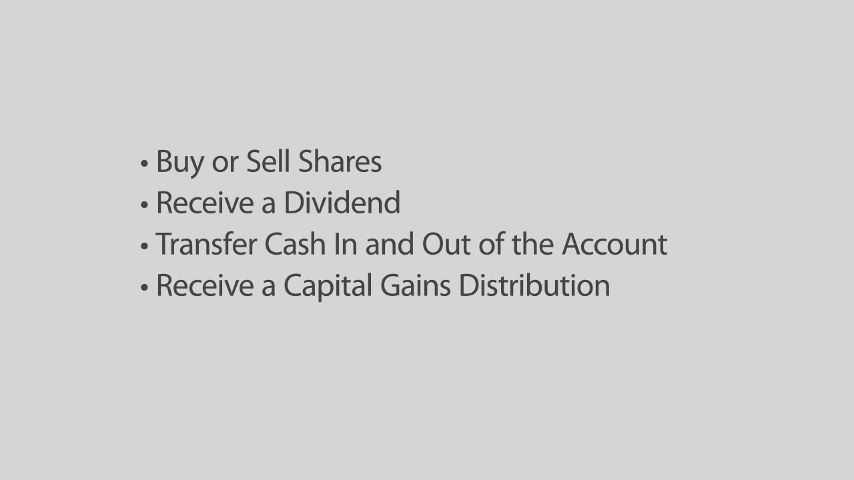 • Buy or Sell Shares
• Receive a Dividend
• Transfer Cash In and Out of the Account
• Receive a Capital Gains Distribution